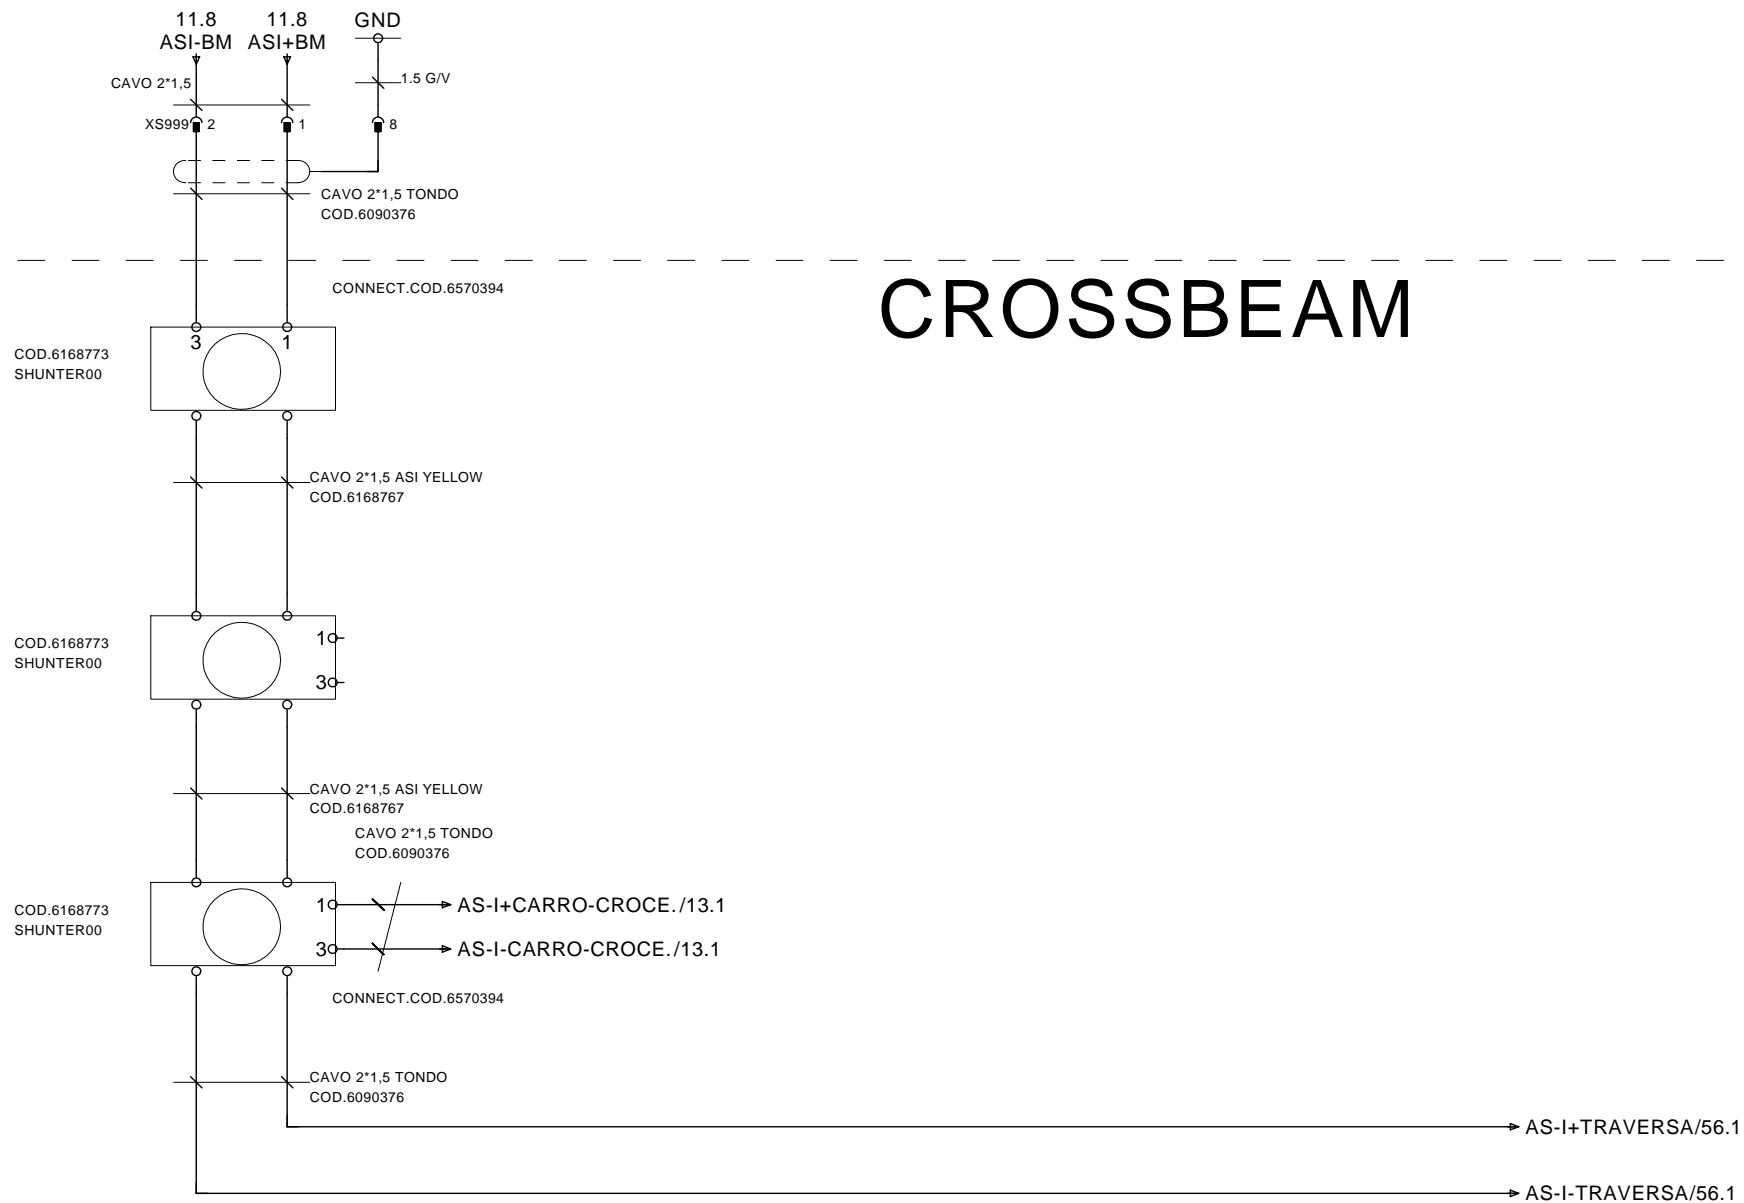 11.8 11.8 GND
ASI-BM ASI+BM
CAVO 2*1,5 1.5 G/V
XS999 2 1 8
CAVO 2*1,5 TONDO
COD.6090376
CROSSBEAM
CONNECT.COD.6570394
3 1
COD.6168773
SHUNTER00
CAVO 2*1,5 ASI YELLOW
COD.6168767
1
COD.6168773
SHUNTER00
3
CAVO 2*1,5 ASI YELLOW
COD.6168767
CAVO 2*1,5 TONDO
COD.6090376
1 AS-I+CARRO-CROCE./13.1
COD.6168773
SHUNTER00
3 AS-I-CARRO-CROCE./13.1
CONNECT.COD.6570394
CAVO 2*1,5 TONDO
COD.6090376
AS-I+TRAVERSA/56.1
AS-I-TRAVERSA/56.1